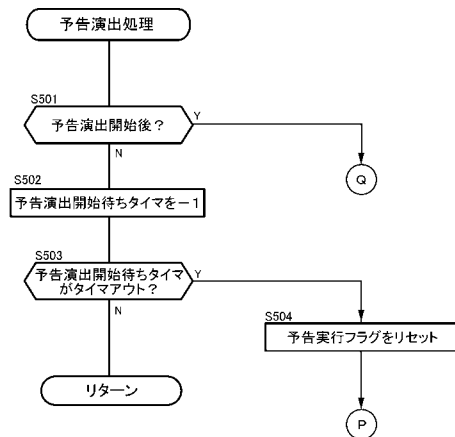 予告演出処理
S501
予告演出開始後？
Y
N
Q
S502
予告演出開始待ちタイマを－１
S503
予告演出開始待ちタイマ
がタイマアウト？
Y
N
S504
予告実行フラグをリセット
リターン
P